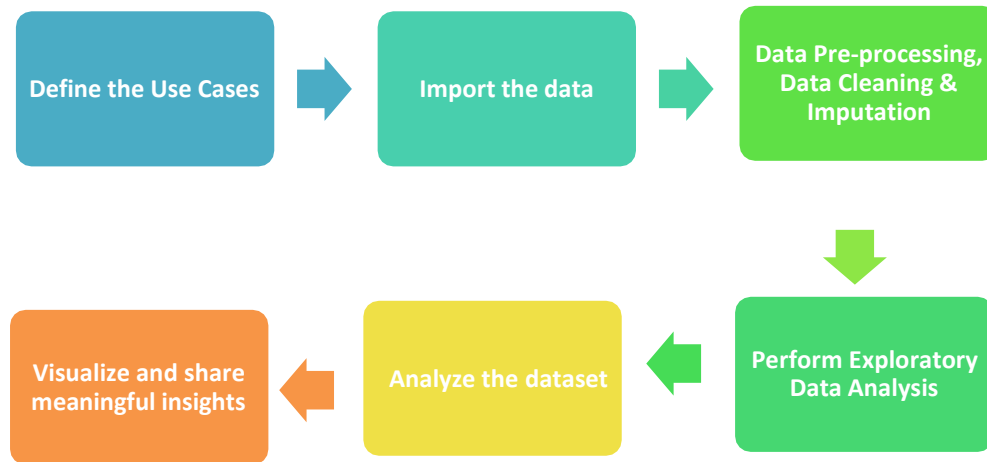 Define the Use Cases
Import the data
Data Pre-processing,
Data Cleaning &
Imputation
Perform Exploratory
Data Analysis
Analyze the dataset
Visualize and share
meaningful insights